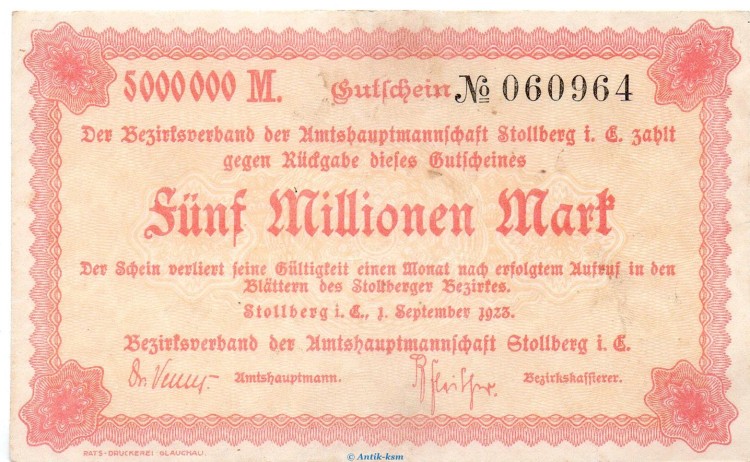 5000000 M. Gutschein № 060964
Der Bezirksverband der Amtshauptmannschaft Stollberg i. E. zahlt
gegen Rückgabe dieses Gutscheines
Fünf Millionen Mark
Der Schein verliert seine Gültigkeit einen Monat nach erfolgtem Aufruf in den
Blättern des Stollberger Bezirkes.
Stollberg i. E., 1. September 1923.
Bezirksverband der Amtshauptmannschaft Stollberg i. E.
Amtshauptmann. Bezirkskassierer.
RATS-DRUCKEREI GLAUCHAU.
© Antik-ksm